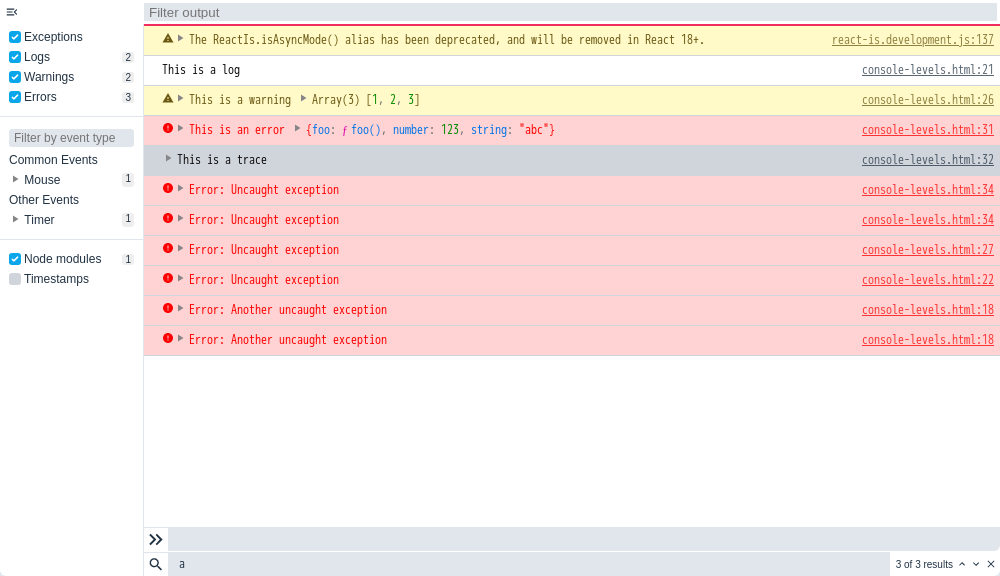 Filter output
Exceptions
Logs 2
Warnings 2
Errors 3
Filter by event type
Common Events
Mouse 1
Other Events
Timer 1
Node modules 1
Timestamps
The ReactIs.isAsyncMode() alias has been deprecated, and will be removed in React 18+. react-is.development.js:137
This is a log console-levels.html:21
This is a warning Array(3) [1, 2, 3] console-levels.html:26
This is an error {foo: ƒ foo(), number: 123, string: "abc"} console-levels.html:31
This is a trace console-levels.html:32
Error: Uncaught exception console-levels.html:34
Error: Uncaught exception console-levels.html:34
Error: Uncaught exception console-levels.html:27
Error: Uncaught exception console-levels.html:22
Error: Another uncaught exception console-levels.html:18
Error: Another uncaught exception console-levels.html:18
a 3 of 3 results